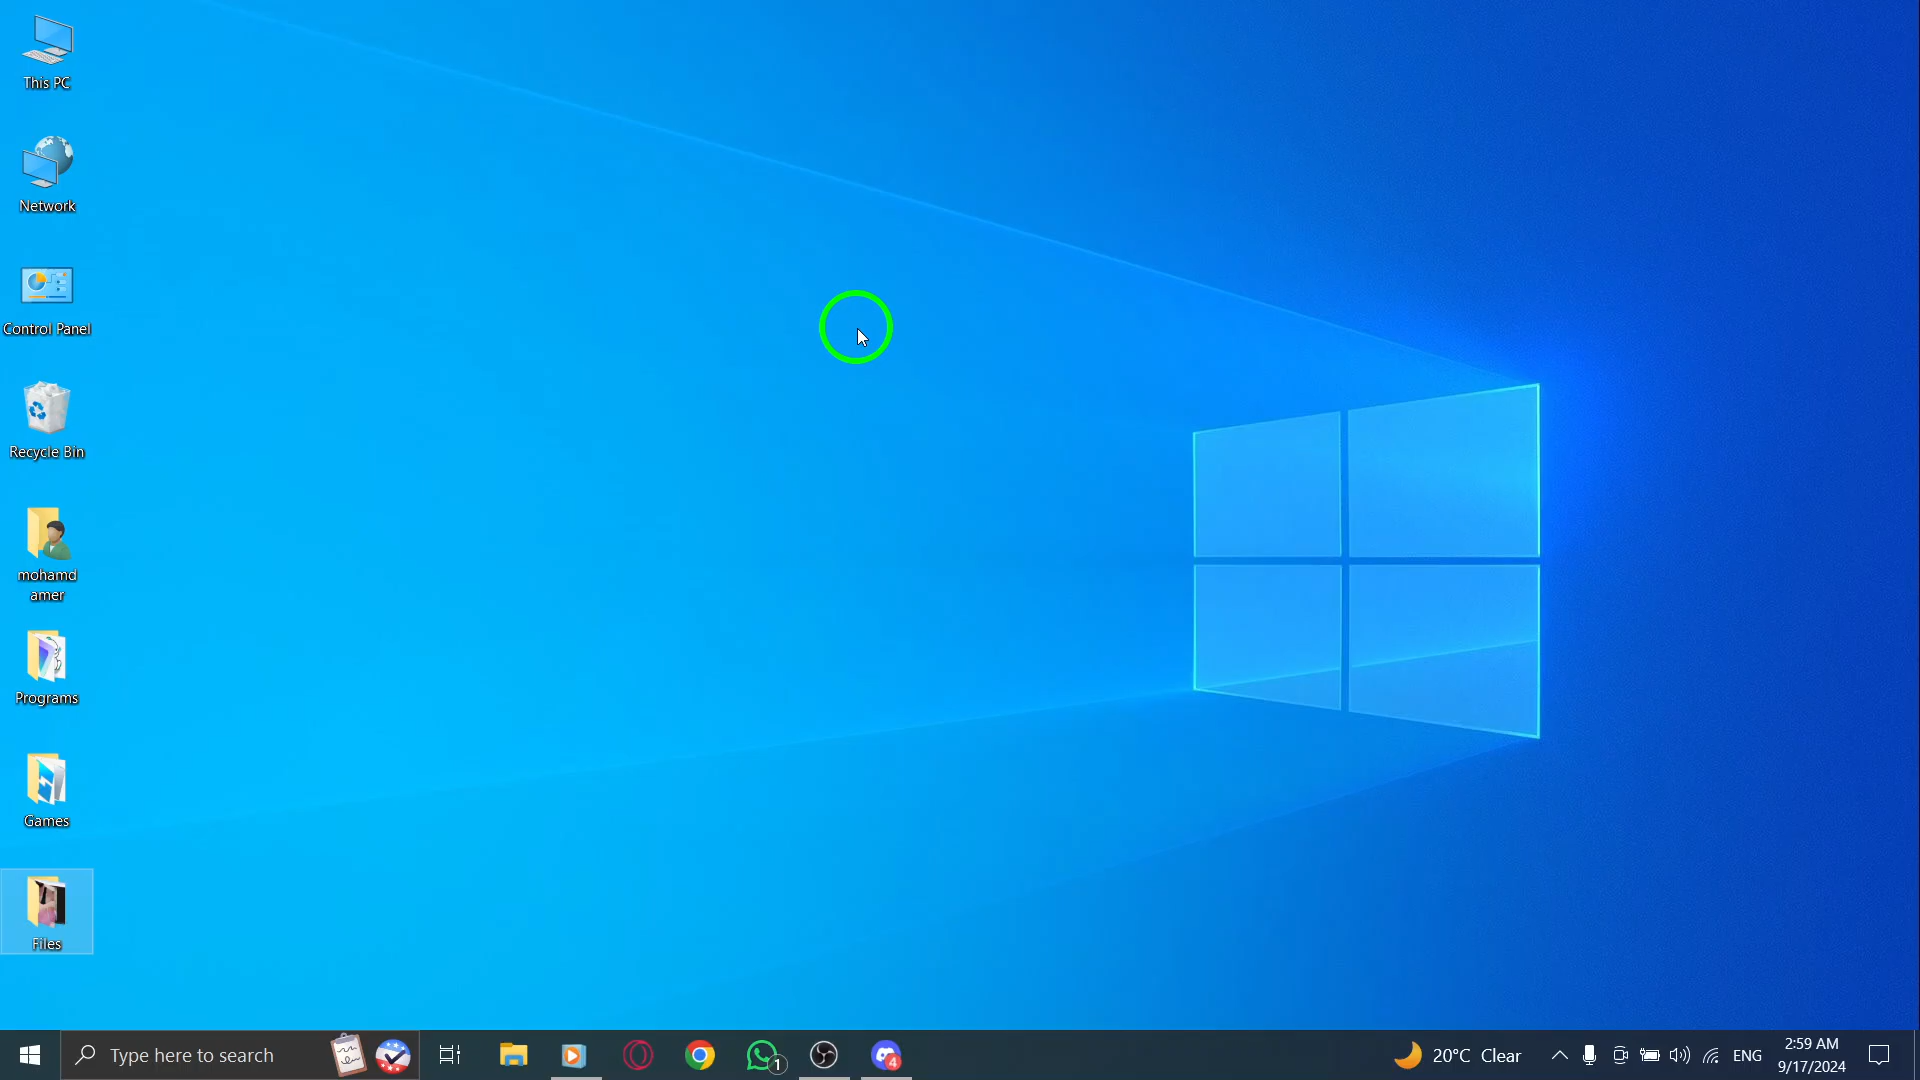 This PC
Network
Control Panel
Recycle Bin
mohamd
amer
Programs
Games
Files
Type here to search
1
4
20°C Clear
ENG
2:59 AM
9/17/2024